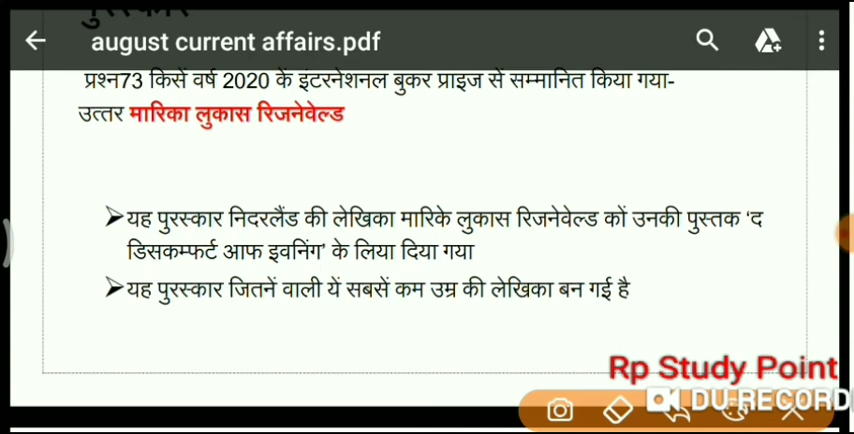 पुरस्कार
august current affairs.pdf
प्रश्न73 किसें वर्ष 2020 कें इंटरनेशनल बुकर प्राइज सें सम्मानित किया गया-
उत्तर मारिका लुकास रिजनेवेल्ड
यह पुरस्कार निदरलैंड की लेखिका मारिके लुकास रिजनेवेल्ड कों उनकी पुस्तक ‘द
डिसकम्फर्ट आफ इवनिंग’ के लिया दिया गया
यह पुरस्कार जितनें वाली यें सबसें कम उम्र की लेखिका बन गई है
Rp Study Point
DU RECORD